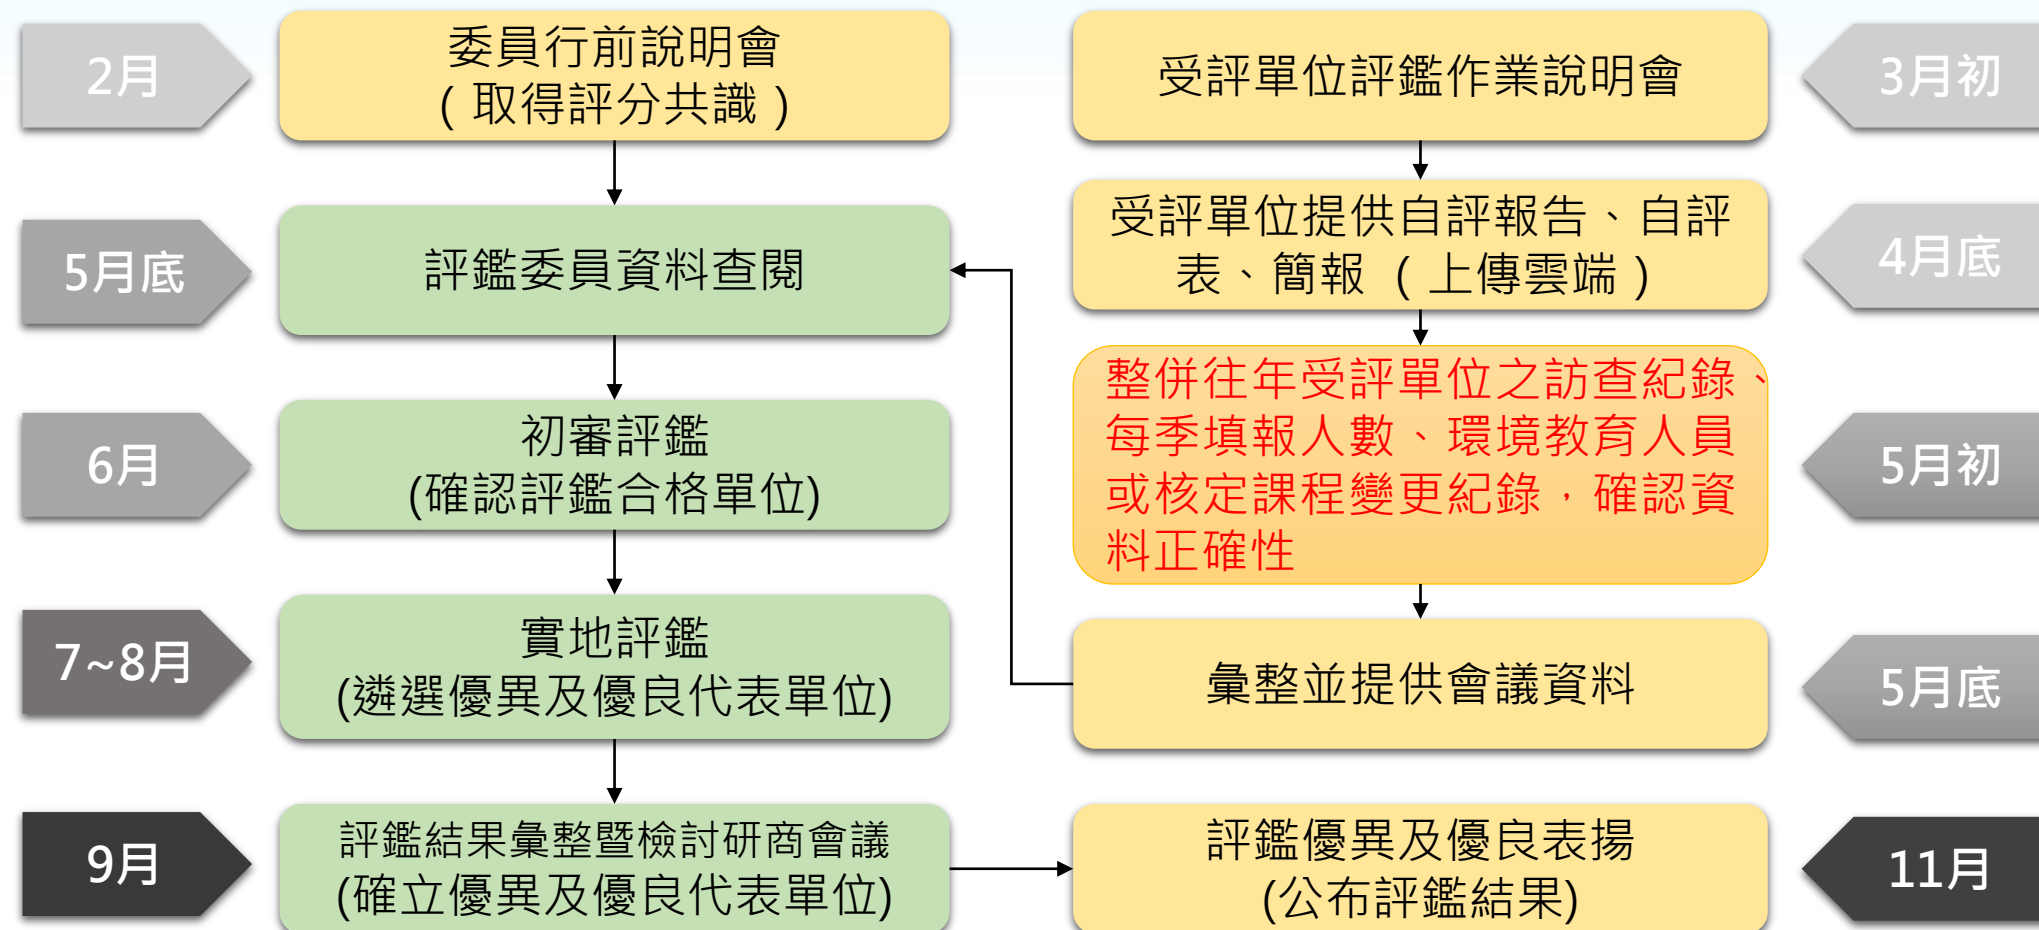 2月
委員行前說明會
(取得評分共識)
受評單位評鑑作業說明會
3月初
5月底
評鑑委員資料查閱
受評單位提供自評報告、自評
表、簡報 (上傳雲端)
4月底
6月
初審評鑑
(確認評鑑合格單位)
整併往年受評單位之訪查紀錄、
每季填報人數、環境教育人員
或核定課程變更紀錄，確認資
料正確性
5月初
7~8月
實地評鑑
(遴選優異及優良代表單位)
彙整並提供會議資料
5月底
9月
評鑑結果彙整暨檢討研商會議
(確立優異及優良代表單位)
評鑑優異及優良表揚
(公布評鑑結果)
11月